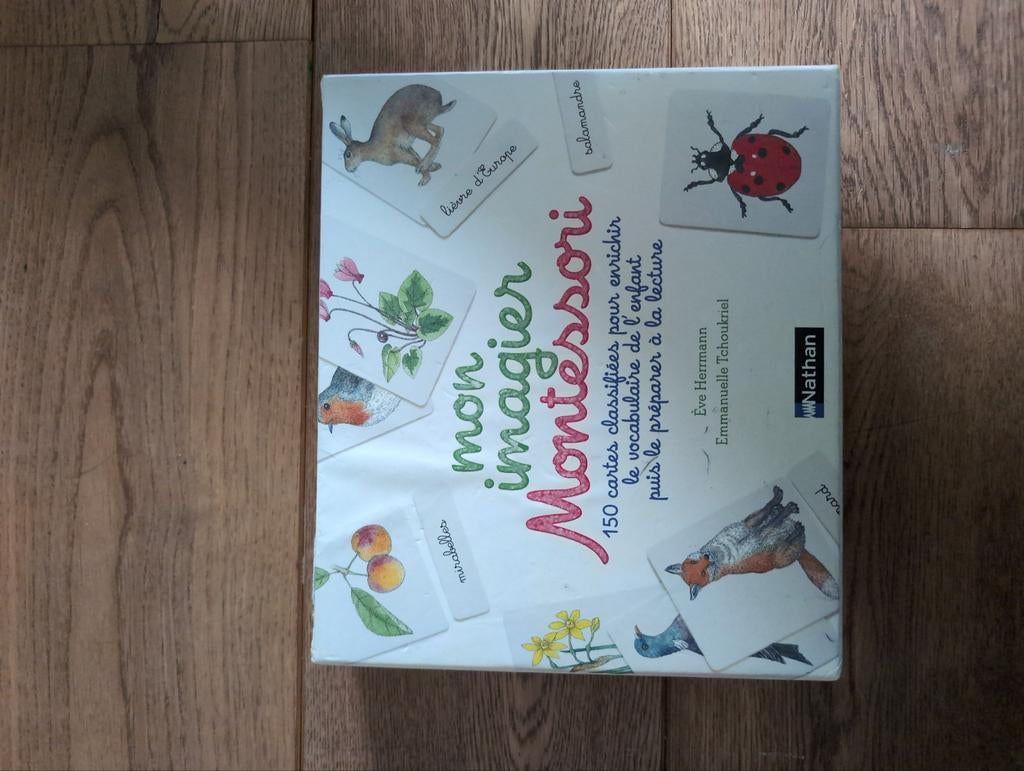 mirabelles
lièvre d'Europe
salamandre
mon
imagier
Montessori
150 cartes classifiées pour enrichir
le vocabulaire de l'enfant
puis le préparer à la lecture
Ève Herrmann
Emmanuelle Tchoukriel
nard
Nathan